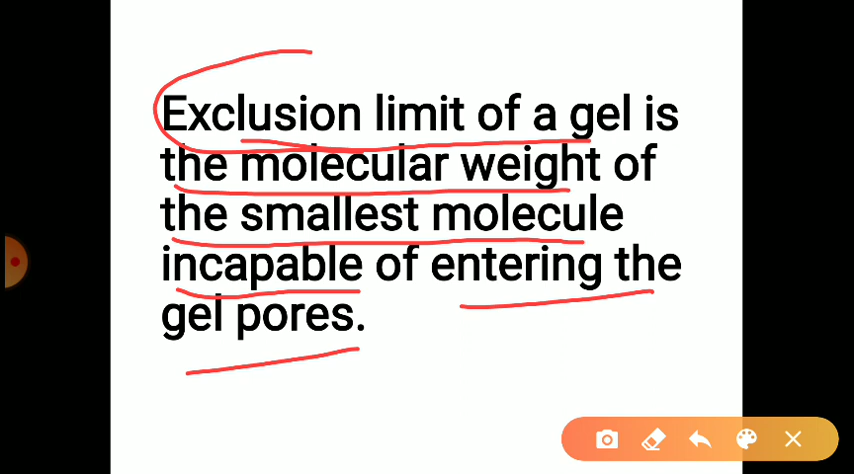 Exclusion limit of a gel is
the molecular weight of
the smallest molecule
incapable of entering the
gel pores.